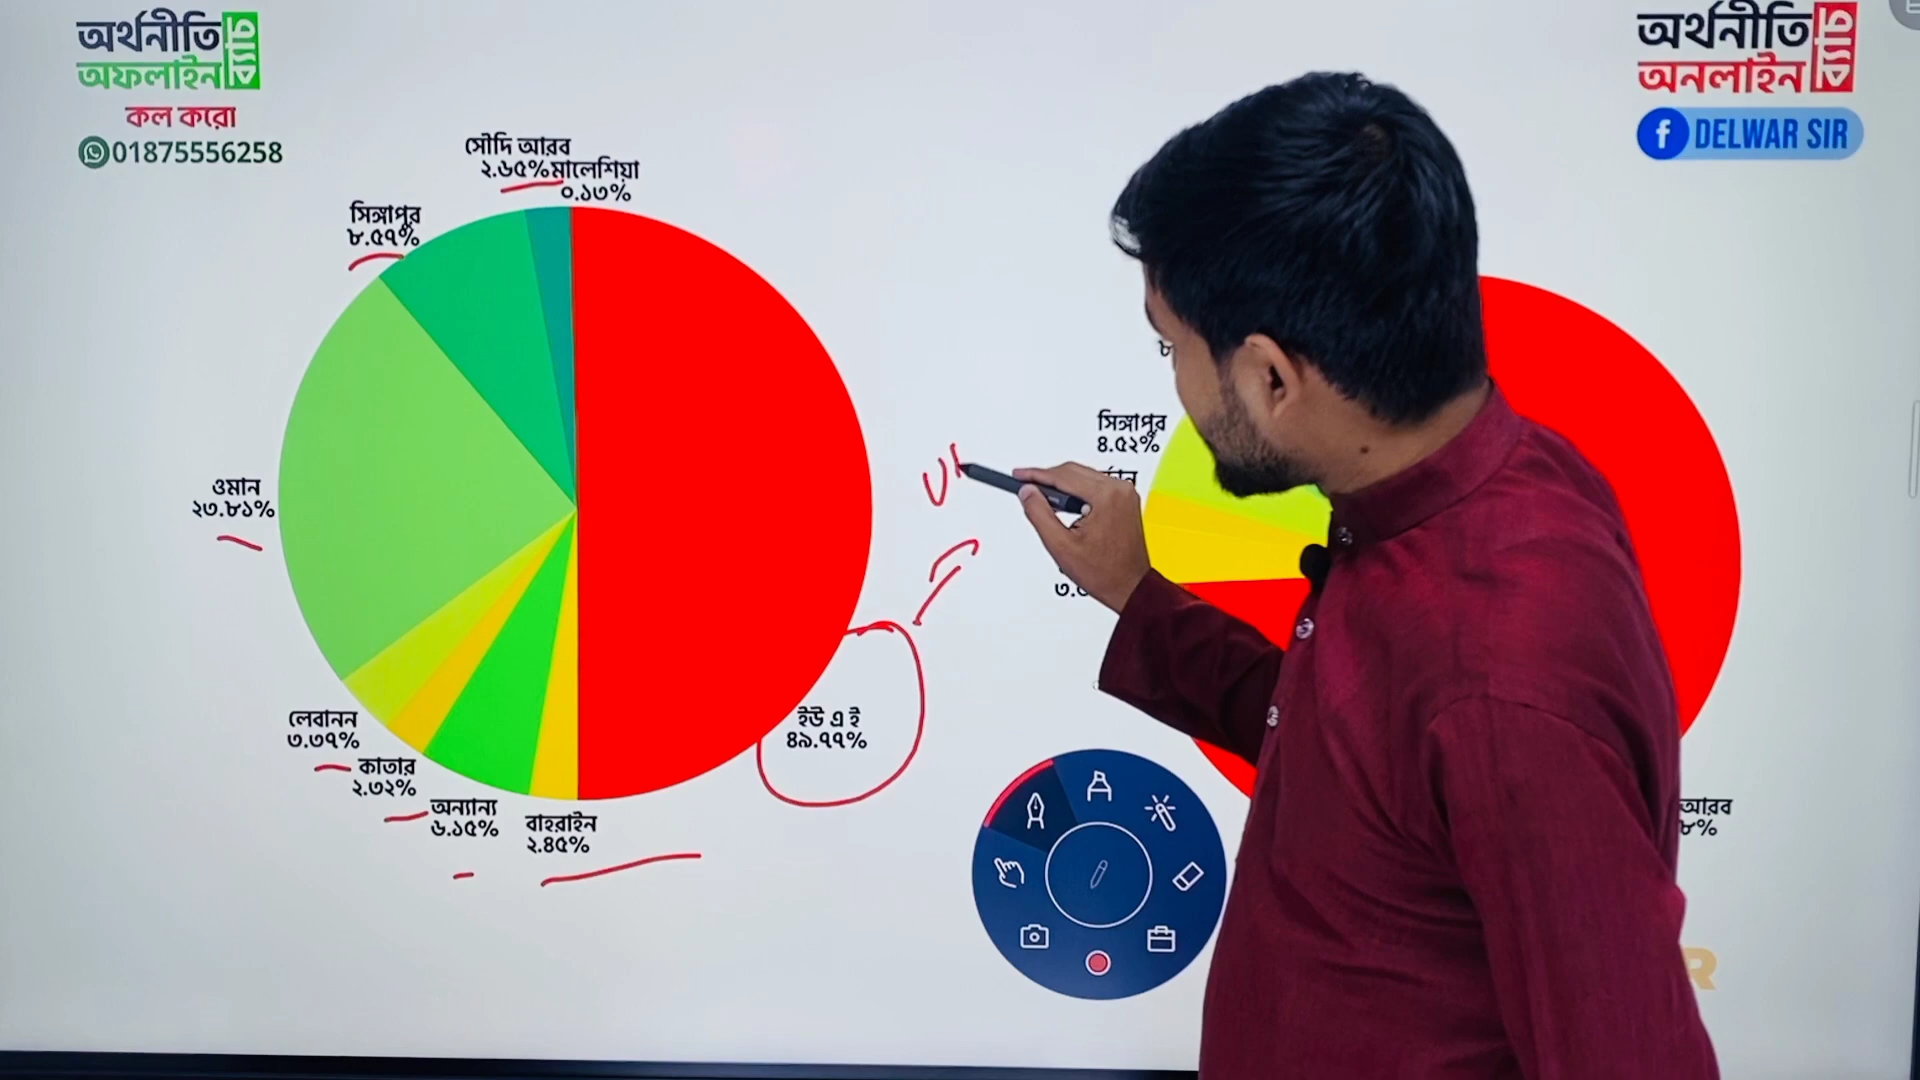 অর্থনীতি
অফলাইন
ব্যাচ
কল করো
01875556258
অর্থনীতি
অনলাইন
ব্যাচ
f DELWAR SIR
সৌদি আরব
২.৬৫%
মালেশিয়া
০.১৩%
সিঙ্গাপুর
৮.৫৭%
ওমান
২৩.৮১%
লেবানন
৩.৩৭%
কাতার
২.৩২%
অন্যান্য
৬.১৫%
বাহরাইন
২.৪৫%
ইউ এ ই
৪৯.৭৭%
সিঙ্গাপুর
৪.৫২%
আরব
৮%